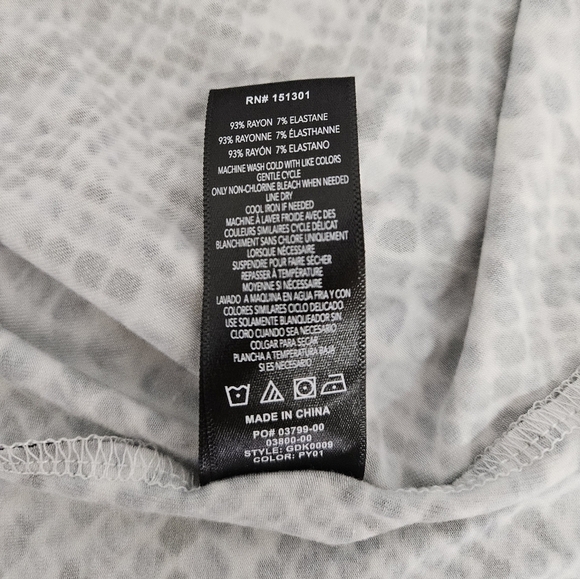 RN# 151301
93% RAYON 7% ELASTANE
93% RAYONNE 7% ÉLASTHANNE
93% RAYÓN 7% ELASTANO
MACHINE WASH COLD WITH LIKE COLORS
GENTLE CYCLE
ONLY NON-CHLORINE BLEACH WHEN NEEDED
LINE DRY
COOL IRON IF NEEDED
MACHINE À LAVER FROIDE AVEC DES
COULEURS SIMILAIRES CYCLE DÉLICAT
BLANCHIMENT SANS CHLORE UNIQUEMENT
LORSQUE NÉCESSAIRE
SUSPENDRE POUR FAIRE SÉCHER
REPASSER À TEMPÉRATURE
MOYENNE SI NÉCESSAIRE
LAVADO A MAQUINA EN AGUA FRIA Y CON
COLORES SIMILARES CICLO DELICADO
USE SOLAMENTE BLANQUEADOR SIN
CLORO CUANDO SEA NECESARIO
COLGAR PARA SECAR
PLANCHA A TEMPERATURA BAJA
SI ES NECESARIO
MADE IN CHINA
PO# 03799-00
03800-00
STYLE: GDK0009
COLOR: PY01